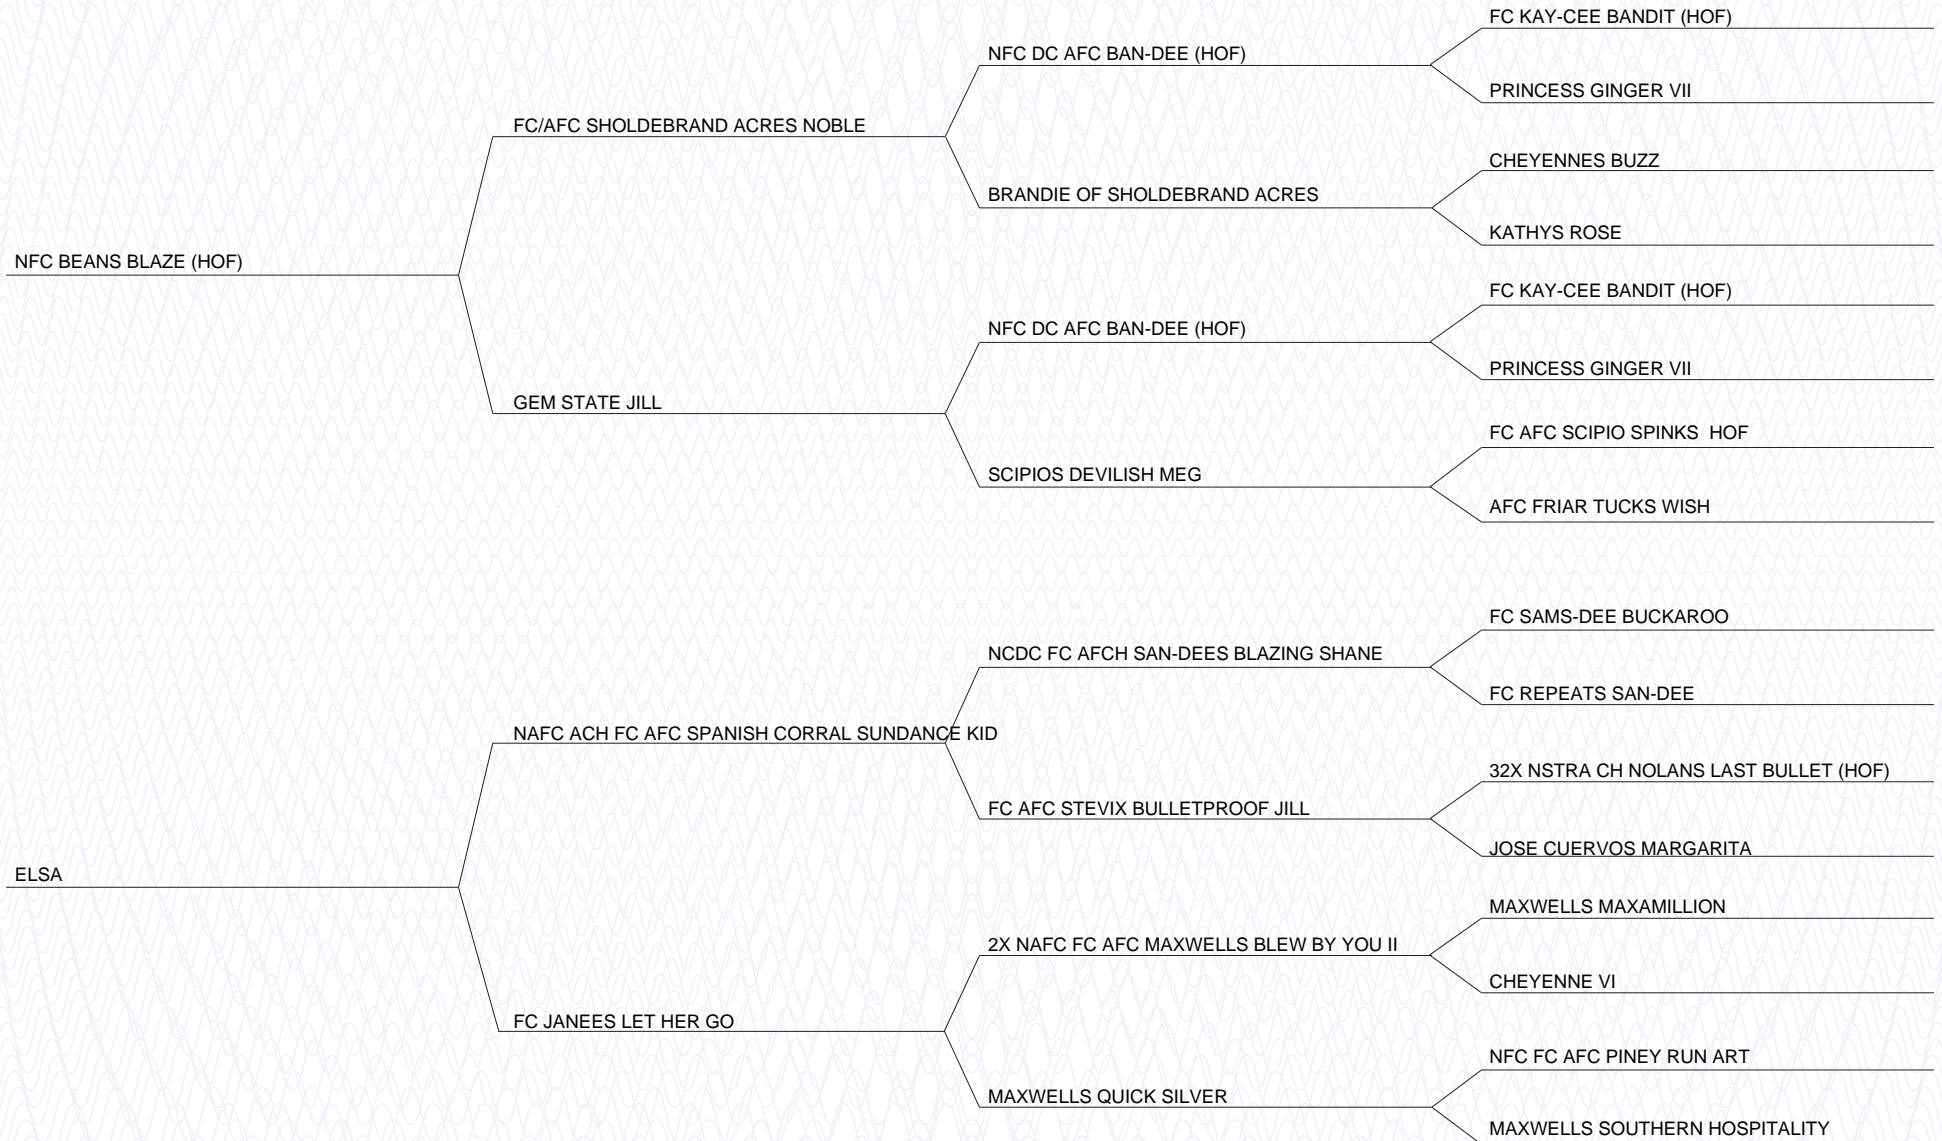 FC KAY-CEE BANDIT (HOF)
NFC DC AFC BAN-DEE (HOF)
PRINCESS GINGER VII
FC/AFC SHOLDEBRAND ACRES NOBLE
CHEYENNES BUZZ
BRANDIE OF SHOLDEBRAND ACRES
KATHYS ROSE
NFC BEANS BLAZE (HOF)
FC KAY-CEE BANDIT (HOF)
NFC DC AFC BAN-DEE (HOF)
PRINCESS GINGER VII
GEM STATE JILL
FC AFC SCIPIO SPINKS  HOF
SCIPIOS DEVILISH MEG
AFC FRIAR TUCKS WISH
FC SAMS-DEE BUCKAROO
NCDC FC AFCH SAN-DEES BLAZING SHANE
FC REPEATS SAN-DEE
NAFC ACH FC AFC SPANISH CORRAL SUNDANCE KID
32X NSTRA CH NOLANS LAST BULLET (HOF)
FC AFC STEVIX BULLETPROOF JILL
JOSE CUERVOS MARGARITA
ELSA
MAXWELLS MAXAMILLION
2X NAFC FC AFC MAXWELLS BLEW BY YOU II
CHEYENNE VI
FC JANEES LET HER GO
NFC FC AFC PINEY RUN ART
MAXWELLS QUICK SILVER
MAXWELLS SOUTHERN HOSPITALITY